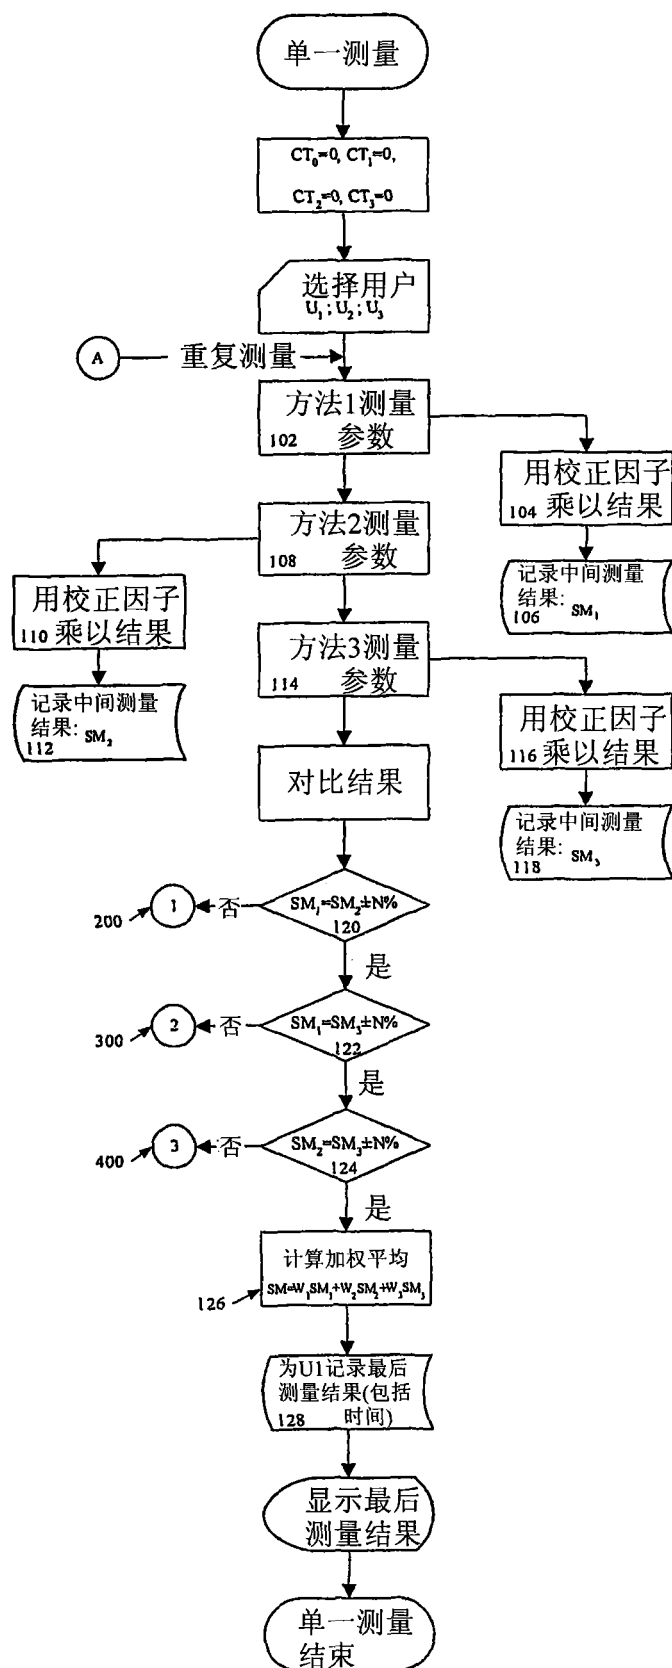 单一测量
CT₀=0, CT₁=0,
CT₂=0, CT₃=0
选择用户
U₁; U₂; U₃
A
重复测量
方法1测量
102 参数
用校正因子
104 乘以结果
记录中间测量
结果: SM₁
106
方法2测量
108 参数
用校正因子
110 乘以结果
记录中间测量
结果: SM₂
112
方法3测量
114 参数
用校正因子
116 乘以结果
记录中间测量
结果: SM₃
118
对比结果
SM₁=SM₂±N%
120
否
1
200
是
SM₁=SM₃±N%
122
否
2
300
是
SM₂=SM₃±N%
124
否
3
400
是
计算加权平均
SM=W₁SM₁+W₂SM₂+W₃SM₃
126
为U1记录最后
测量结果(包括
128 时间)
显示最后
测量结果
单一测量
结束